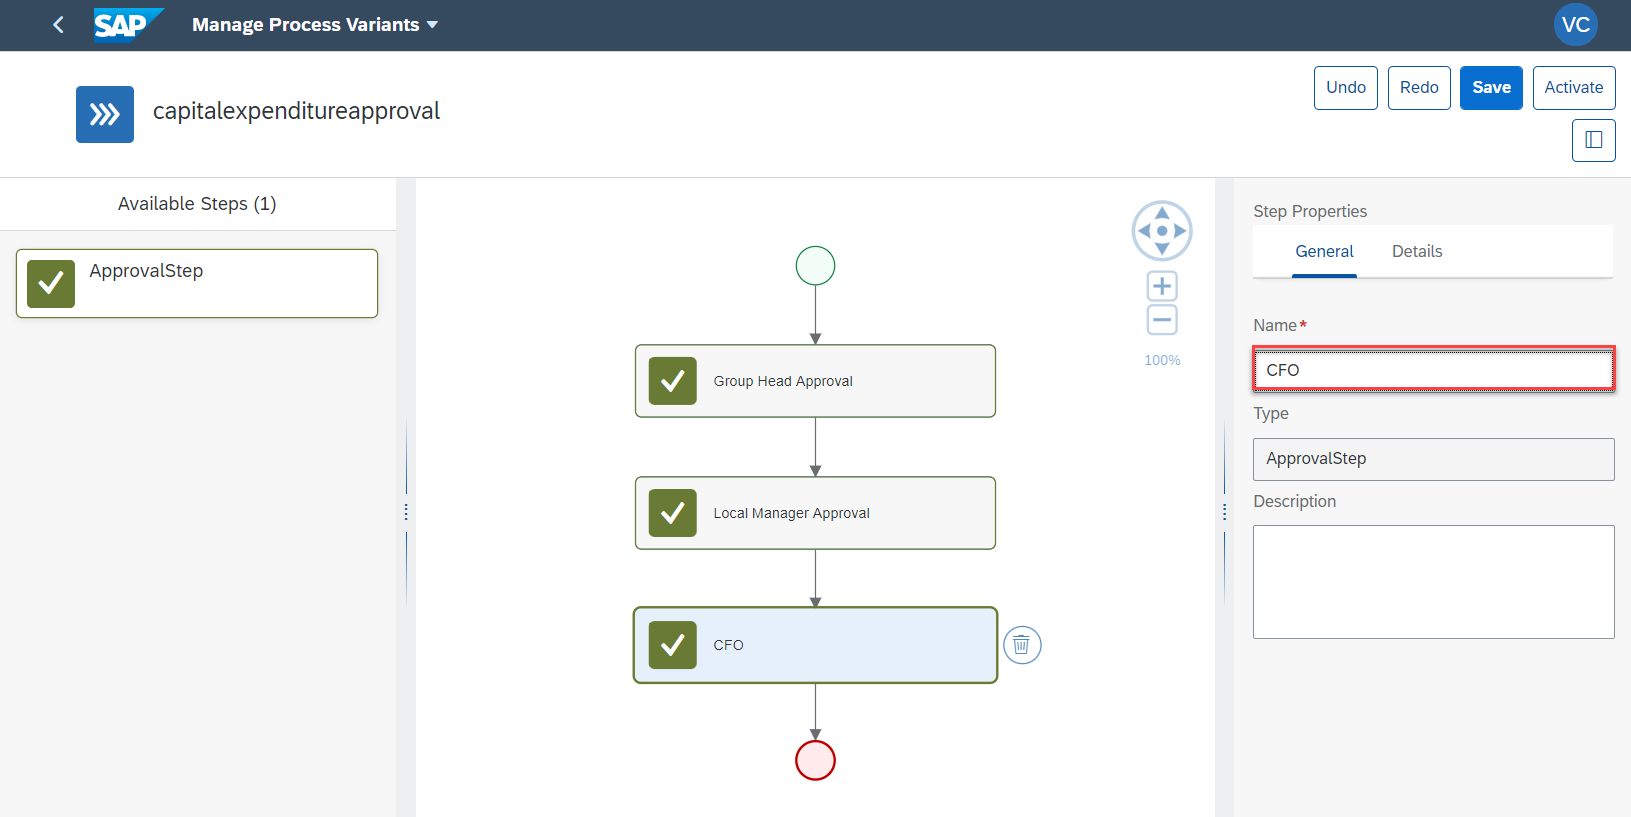 SAP
Manage Process Variants
VC
capitalexpenditureapproval
Undo
Redo
Save
Activate
Available Steps (1)
ApprovalStep
Group Head Approval
Local Manager Approval
CFO
100%
Step Properties
General
Details
Name*
CFO
Type
ApprovalStep
Description